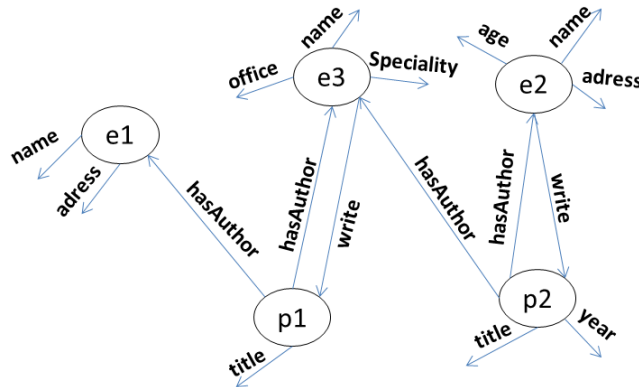 name
office
Speciality
e3
age
name
adress
e2
e1
name
adress
hasAuthor
hasAuthor
write
hasAuthor
hasAuthor
write
p1
title
p2
title
year